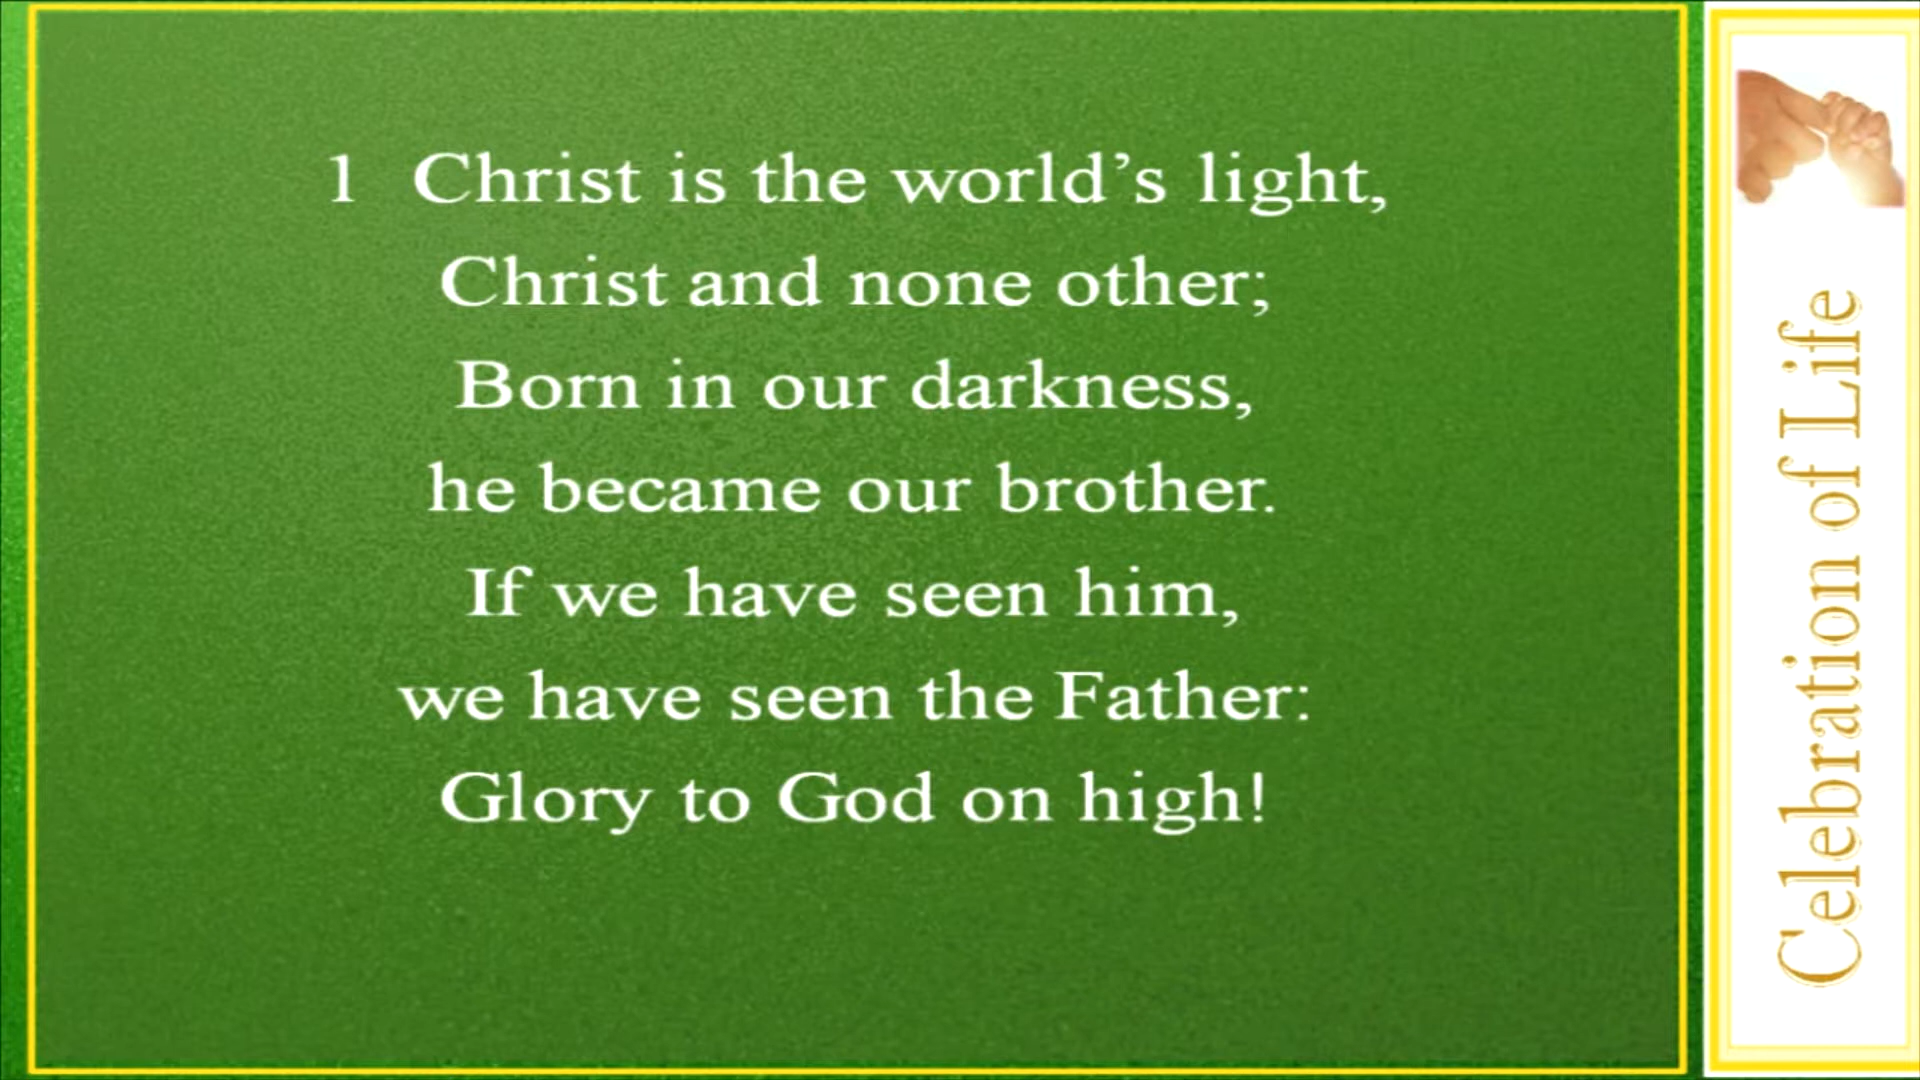 1 Christ is the world’s light,
Christ and none other;
Born in our darkness,
he became our brother.
If we have seen him,
we have seen the Father:
Glory to God on high!
Celebration of Life